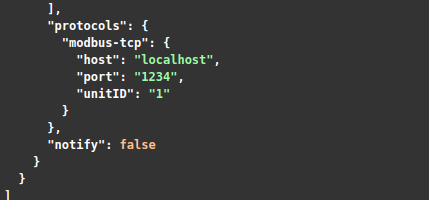 ],
"protocols": {
"modbus-tcp": {
"host": "localhost",
"port": "1234",
"unitID": "1"
}
},
"notify": false
}
}
]